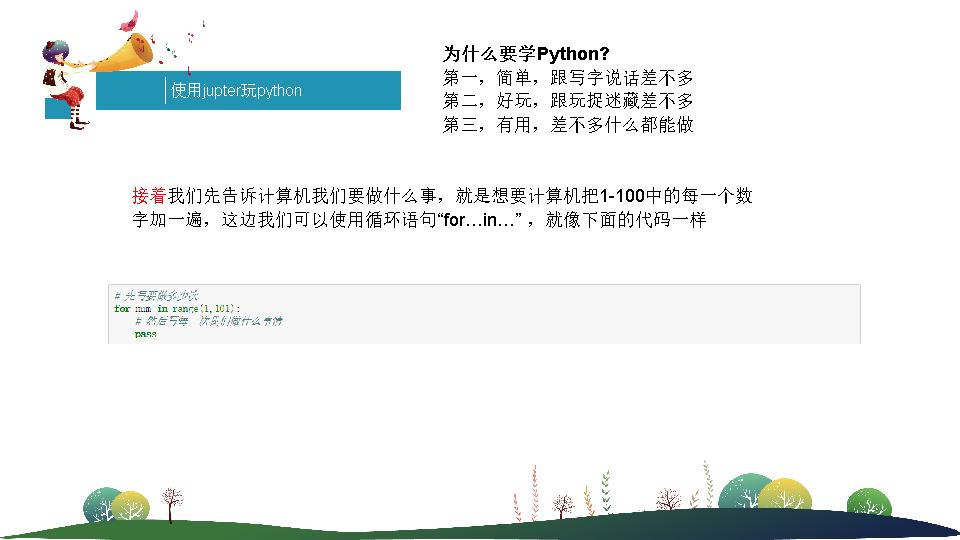 使用jupter玩python
为什么要学Python?
第一，简单，跟写字说话差不多
第二，好玩，跟玩捉迷藏差不多
第三，有用，差不多什么都能做
接着我们先告诉计算机我们要做什么事，就是想要计算机把1-100中的每一个数
字加一遍，这边我们可以使用循环语句“for…in…” ，就像下面的代码一样
# 先写要做多少次
for num in range(1,101):
    # 然后写每一次我们做什么事情
    pass